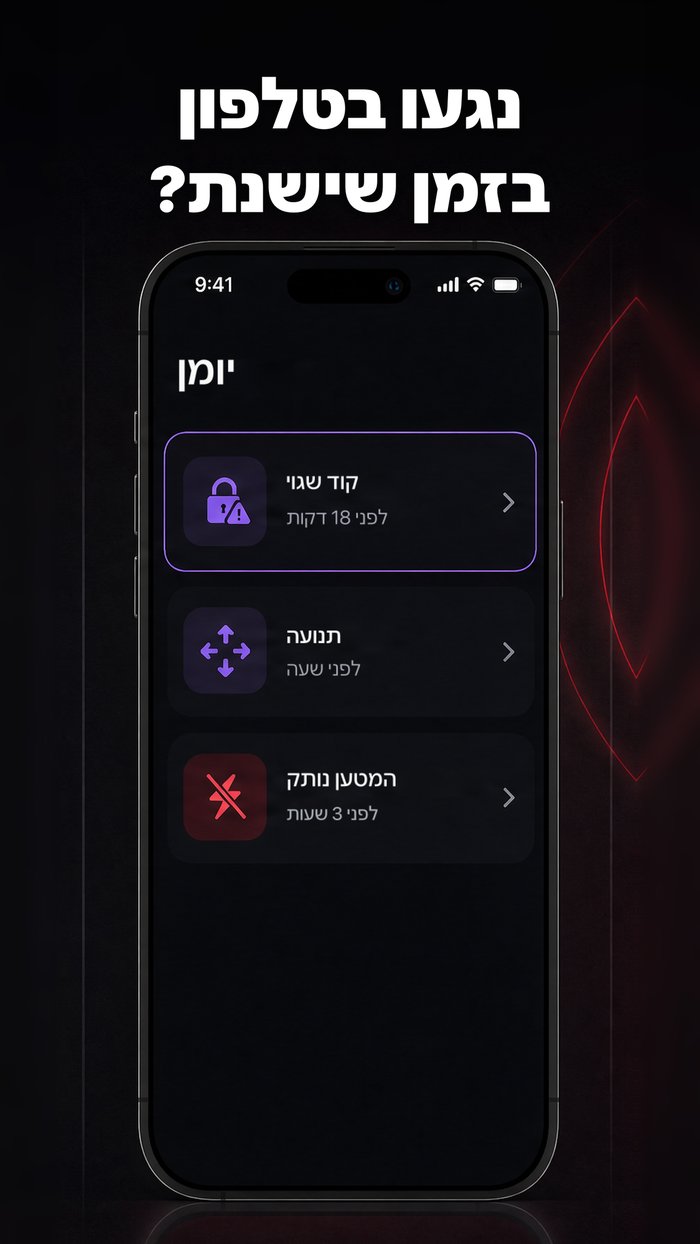 נגעו בטלפון
בזמן שישנת?
9:41
יומן
קוד שגוי
לפני 18 דקות
תנועה
לפני שעה
המטען נותק
לפני 3 שעות